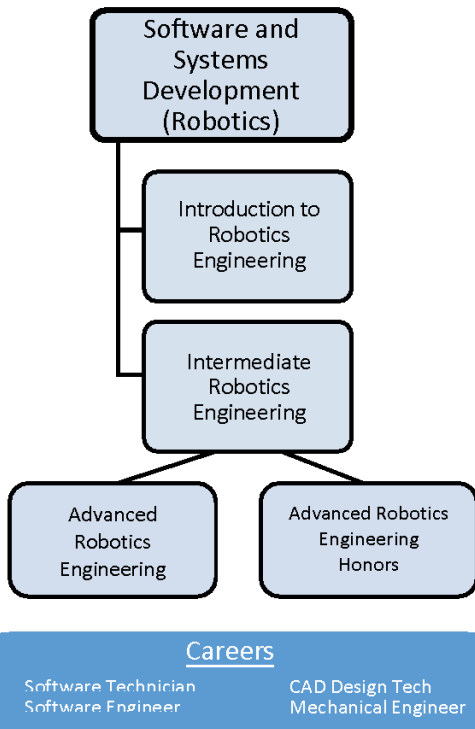 Software and
Systems
Development
(Robotics)
Introduction to
Robotics
Engineering
Intermediate
Robotics
Engineering
Advanced
Robotics
Engineering
Advanced Robotics
Engineering
Honors
Careers
Software Technician
Software Engineer
CAD Design Tech
Mechanical Engineer